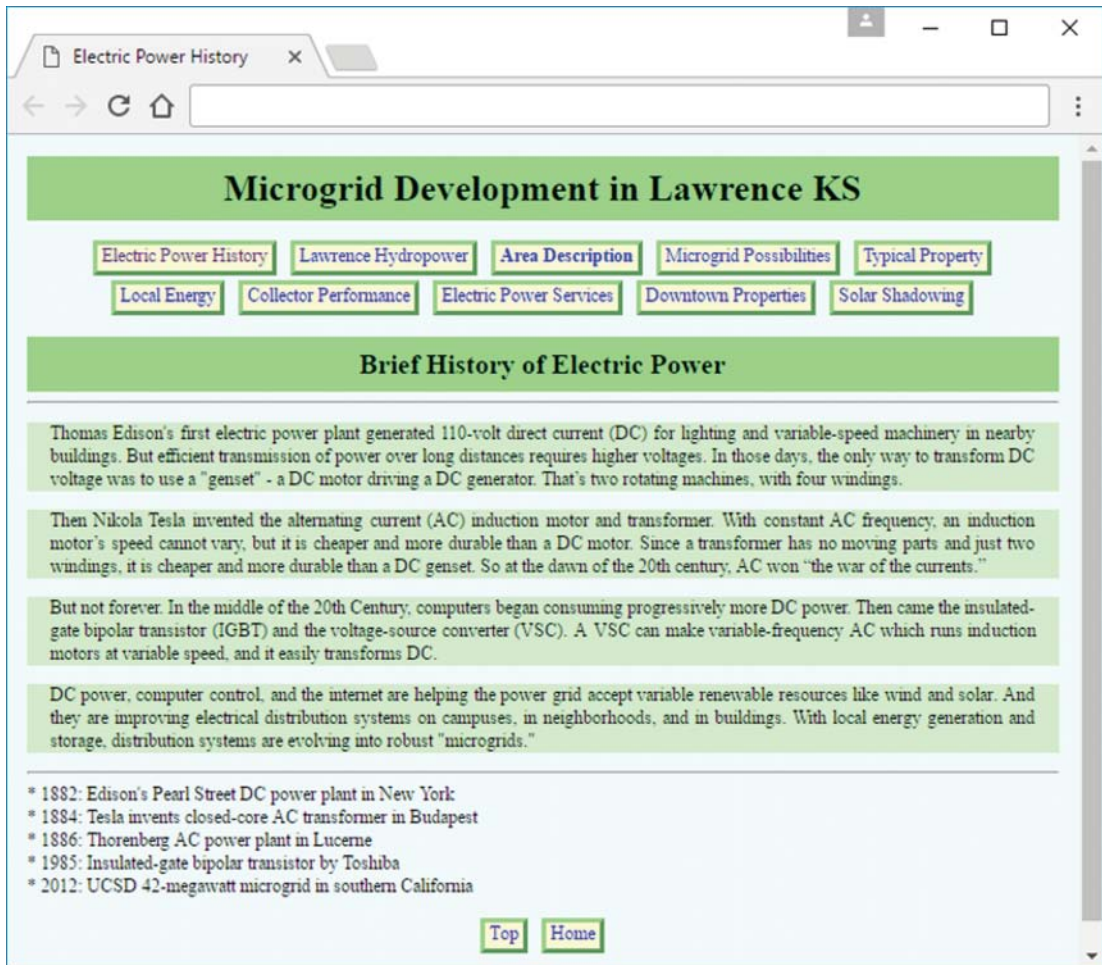 Electric Power History
Microgrid Development in Lawrence KS
Electric Power History Lawrence Hydropower Area Description Microgrid Possibilities Typical Property
Local Energy Collector Performance Electric Power Services Downtown Properties Solar Shadowing
Brief History of Electric Power
Thomas Edison's first electric power plant generated 110-volt direct current (DC) for lighting and variable-speed machinery in nearby
buildings. But efficient transmission of power over long distances requires higher voltages. In those days, the only way to transform DC
voltage was to use a "genset" - a DC motor driving a DC generator. That's two rotating machines, with four windings.
Then Nikola Tesla invented the alternating current (AC) induction motor and transformer. With constant AC frequency, an induction
motor’s speed cannot vary, but it is cheaper and more durable than a DC motor. Since a transformer has no moving parts and just two
windings, it is cheaper and more durable than a DC genset. So at the dawn of the 20th century, AC won “the war of the currents.”
But not forever. In the middle of the 20th Century, computers began consuming progressively more DC power. Then came the insulated-
gate bipolar transistor (IGBT) and the voltage-source converter (VSC). A VSC can make variable-frequency AC which runs induction
motors at variable speed, and it easily transforms DC.
DC power, computer control, and the internet are helping the power grid accept variable renewable resources like wind and solar. And
they are improving electrical distribution systems on campuses, in neighborhoods, and in buildings. With local energy generation and
storage, distribution systems are evolving into robust "microgrids."
* 1882: Edison's Pearl Street DC power plant in New York
* 1884: Tesla invents closed-core AC transformer in Budapest
* 1886: Thorenberg AC power plant in Lucerne
* 1985: Insulated-gate bipolar transistor by Toshiba
* 2012: UCSD 42-megawatt microgrid in southern California
Top Home